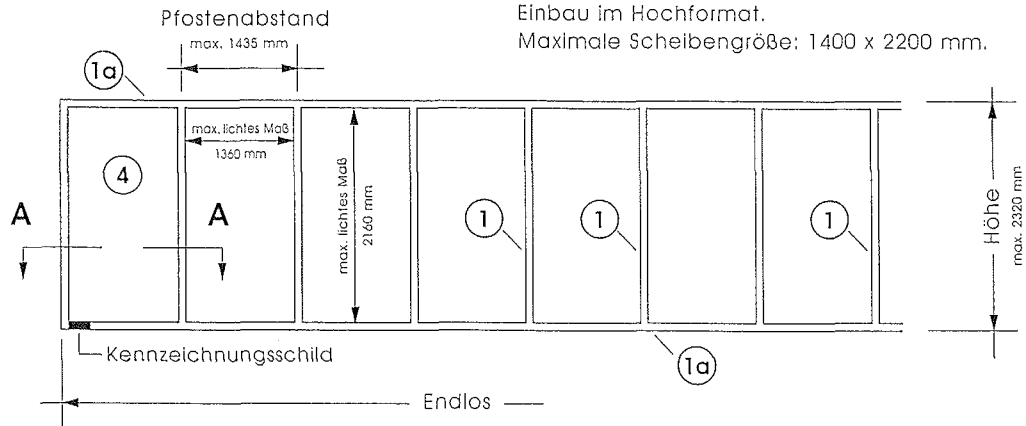 Pfostenabstand
max. 1435 mm
Einbau im Hochformat.
Maximale Scheibengröße: 1400 x 2200 mm.
1a
max. lichtes Maß
1360 mm
4
A
A
max. lichtes Maß
2160 mm
1
1
1
Höhe
max. 2320 mm
Kennzeichnungsschild
1a
Endlos